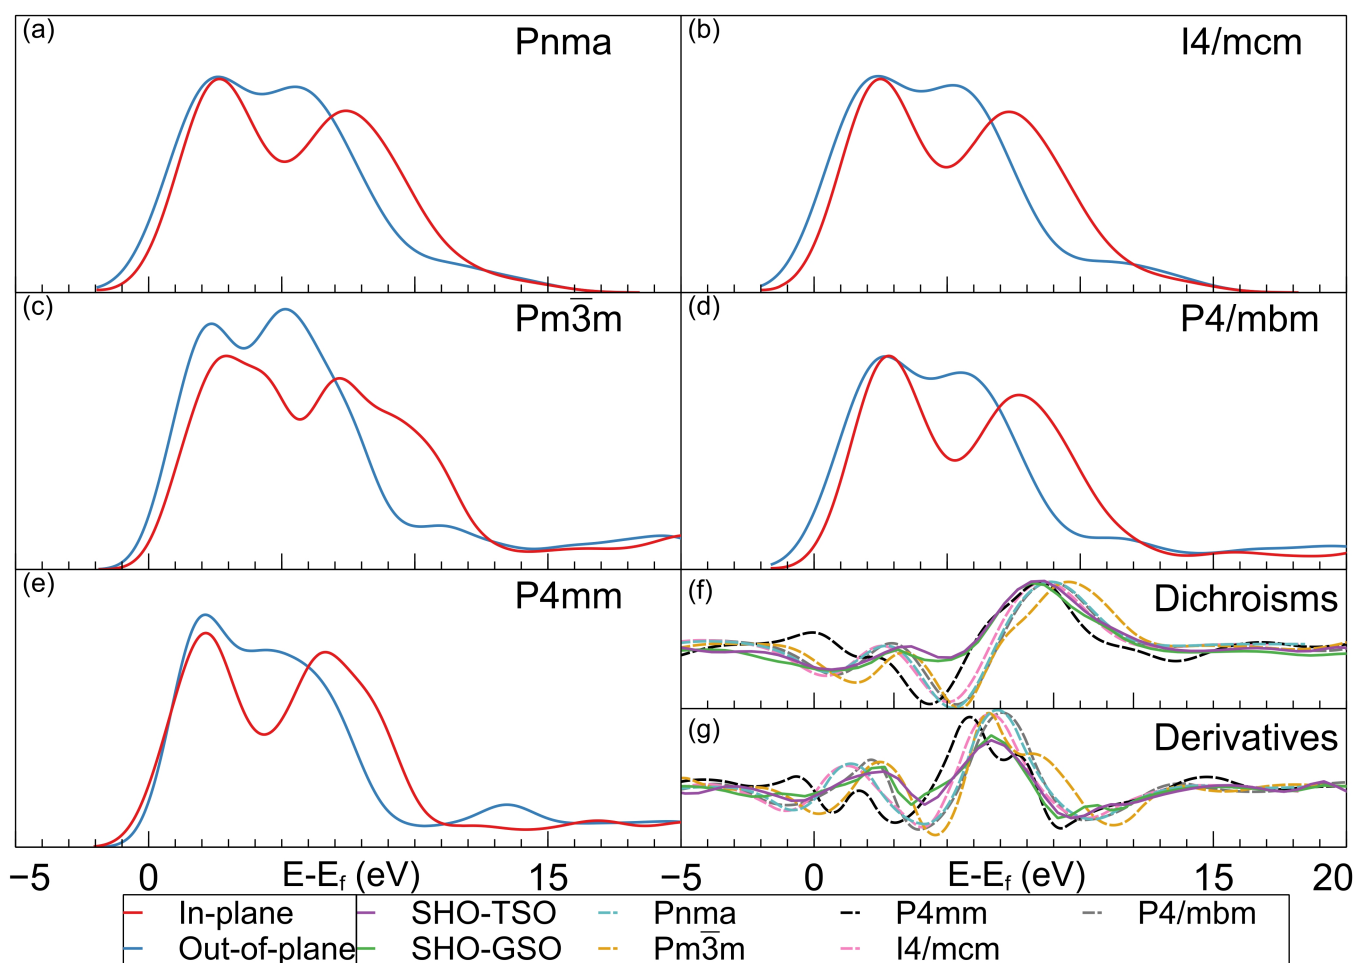 (a) Pnma
(b) I4/mcm
(c) Pm3̅m
(d) P4/mbm
(e) P4mm
(f) Dichroisms
(g) Derivatives
−5 0 E-Ef (eV) 15 −5 0 E-Ef (eV) 15 20
In-plane SHO-TSO Pnma P4mm P4/mbm
Out-of-plane SHO-GSO Pm3̅m I4/mcm